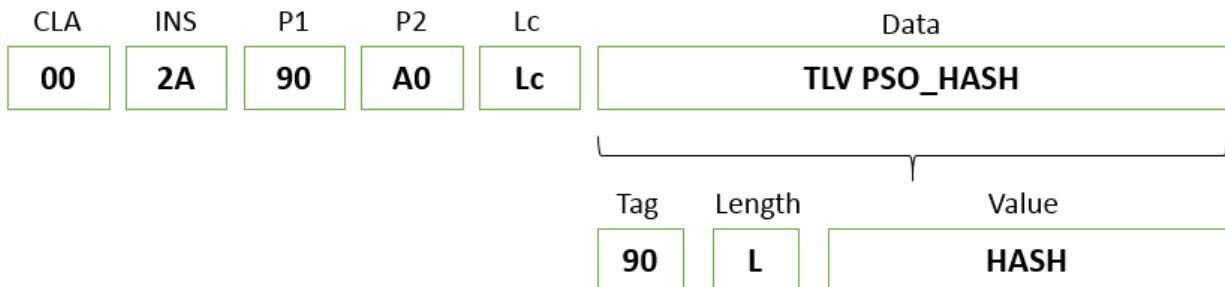 CLA INS P1 P2 Lc Data
00 2A 90 A0 Lc TLV PSO_HASH
Tag Length Value
90 L HASH